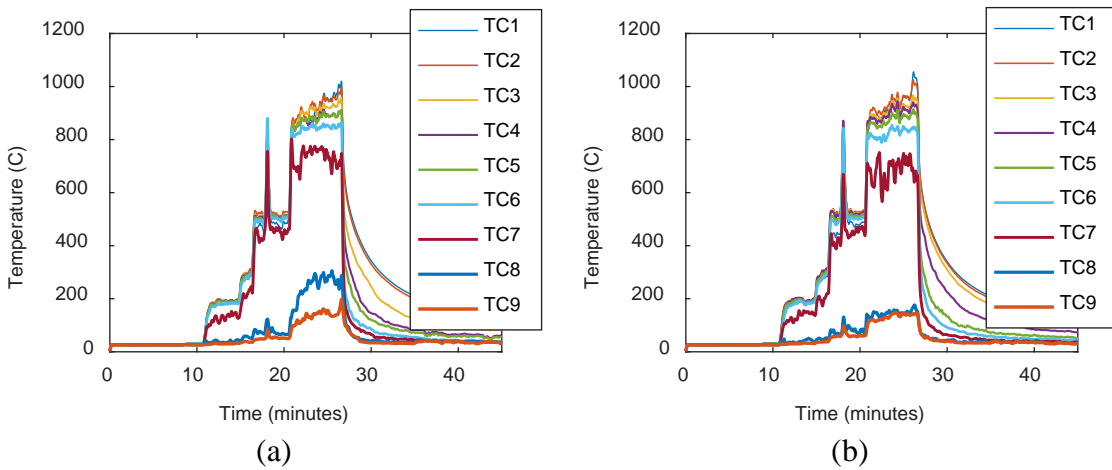 1200
1000
800
600
400
200
0
Temperature (C)
0
10
20
30
40
Time (minutes)
TC1
TC2
TC3
TC4
TC5
TC6
TC7
TC8
TC9
(a)
1200
1000
800
600
400
200
0
Temperature (C)
0
10
20
30
40
Time (minutes)
TC1
TC2
TC3
TC4
TC5
TC6
TC7
TC8
TC9
(b)